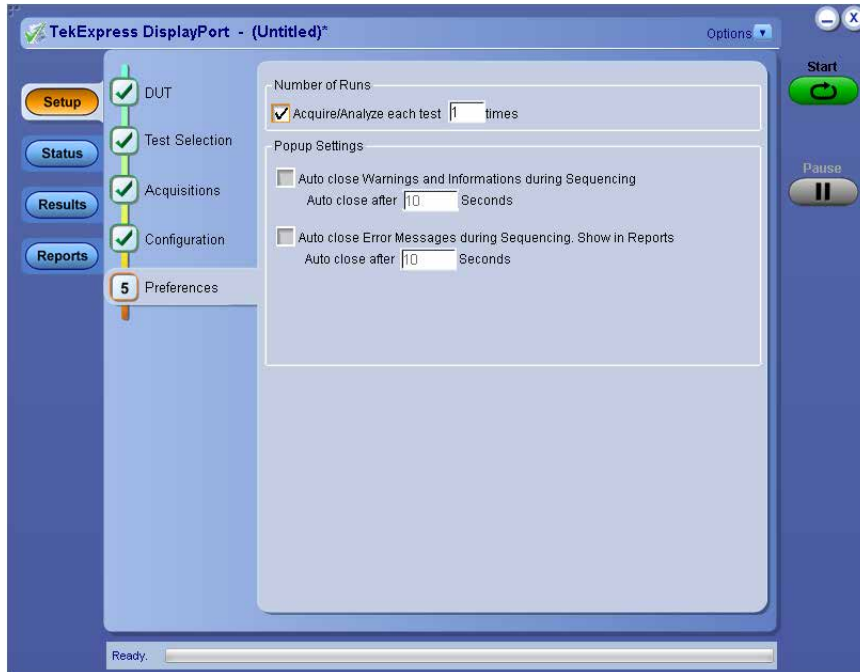 TekExpress DisplayPort - (Untitled)*
Options
X
Start
Setup
DUT
Number of Runs
Acquire/Analyze each test 1 times
Status
Test Selection
Popup Settings
Pause
Auto close Warnings and Informations during Sequencing
Results
Acquisitions
Auto close after 10 Seconds
Reports
Configuration
Auto close Error Messages during Sequencing. Show in Reports
Auto close after 10 Seconds
5 Preferences
Ready.